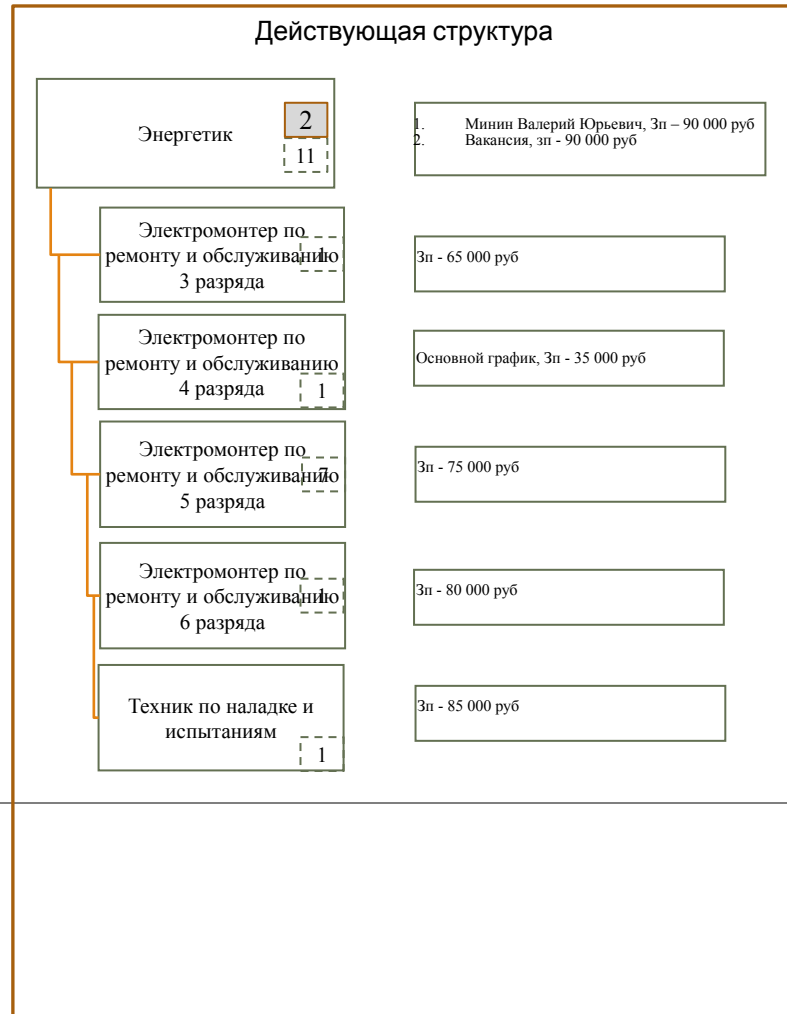 Действующая структура
Энергетик
2
11
1. Минин Валерий Юрьевич, Зп – 90 000 руб
2. Вакансия, зп - 90 000 руб
Электромонтер по
ремонту и обслуживанию
3 разряда
1
Зп - 65 000 руб
Электромонтер по
ремонту и обслуживанию
4 разряда
1
Основной график, Зп - 35 000 руб
Электромонтер по
ремонту и обслуживанию
5 разряда
7
Зп - 75 000 руб
Электромонтер по
ремонту и обслуживанию
6 разряда
1
Зп - 80 000 руб
Техник по наладке и
испытаниям
1
Зп - 85 000 руб